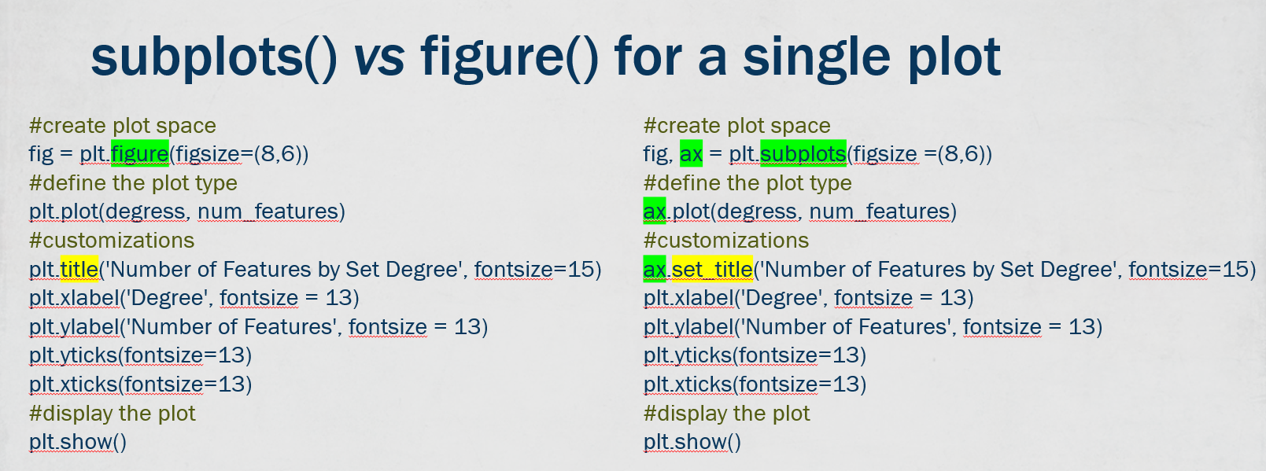 subplots() vs figure() for a single plot
#create plot space
fig = plt.figure(figsize=(8,6))
#define the plot type
plt.plot(degress, num_features)
#customizations
plt.title('Number of Features by Set Degree', fontsize=15)
plt.xlabel('Degree', fontsize = 13)
plt.ylabel('Number of Features', fontsize = 13)
plt.yticks(fontsize=13)
plt.xticks(fontsize=13)
#display the plot
plt.show()
#create plot space
fig, ax = plt.subplots(figsize =(8,6))
#define the plot type
ax.plot(degress, num_features)
#customizations
ax.set_title('Number of Features by Set Degree', fontsize=15)
plt.xlabel('Degree', fontsize = 13)
plt.ylabel('Number of Features', fontsize = 13)
plt.yticks(fontsize=13)
plt.xticks(fontsize=13)
#display the plot
plt.show()